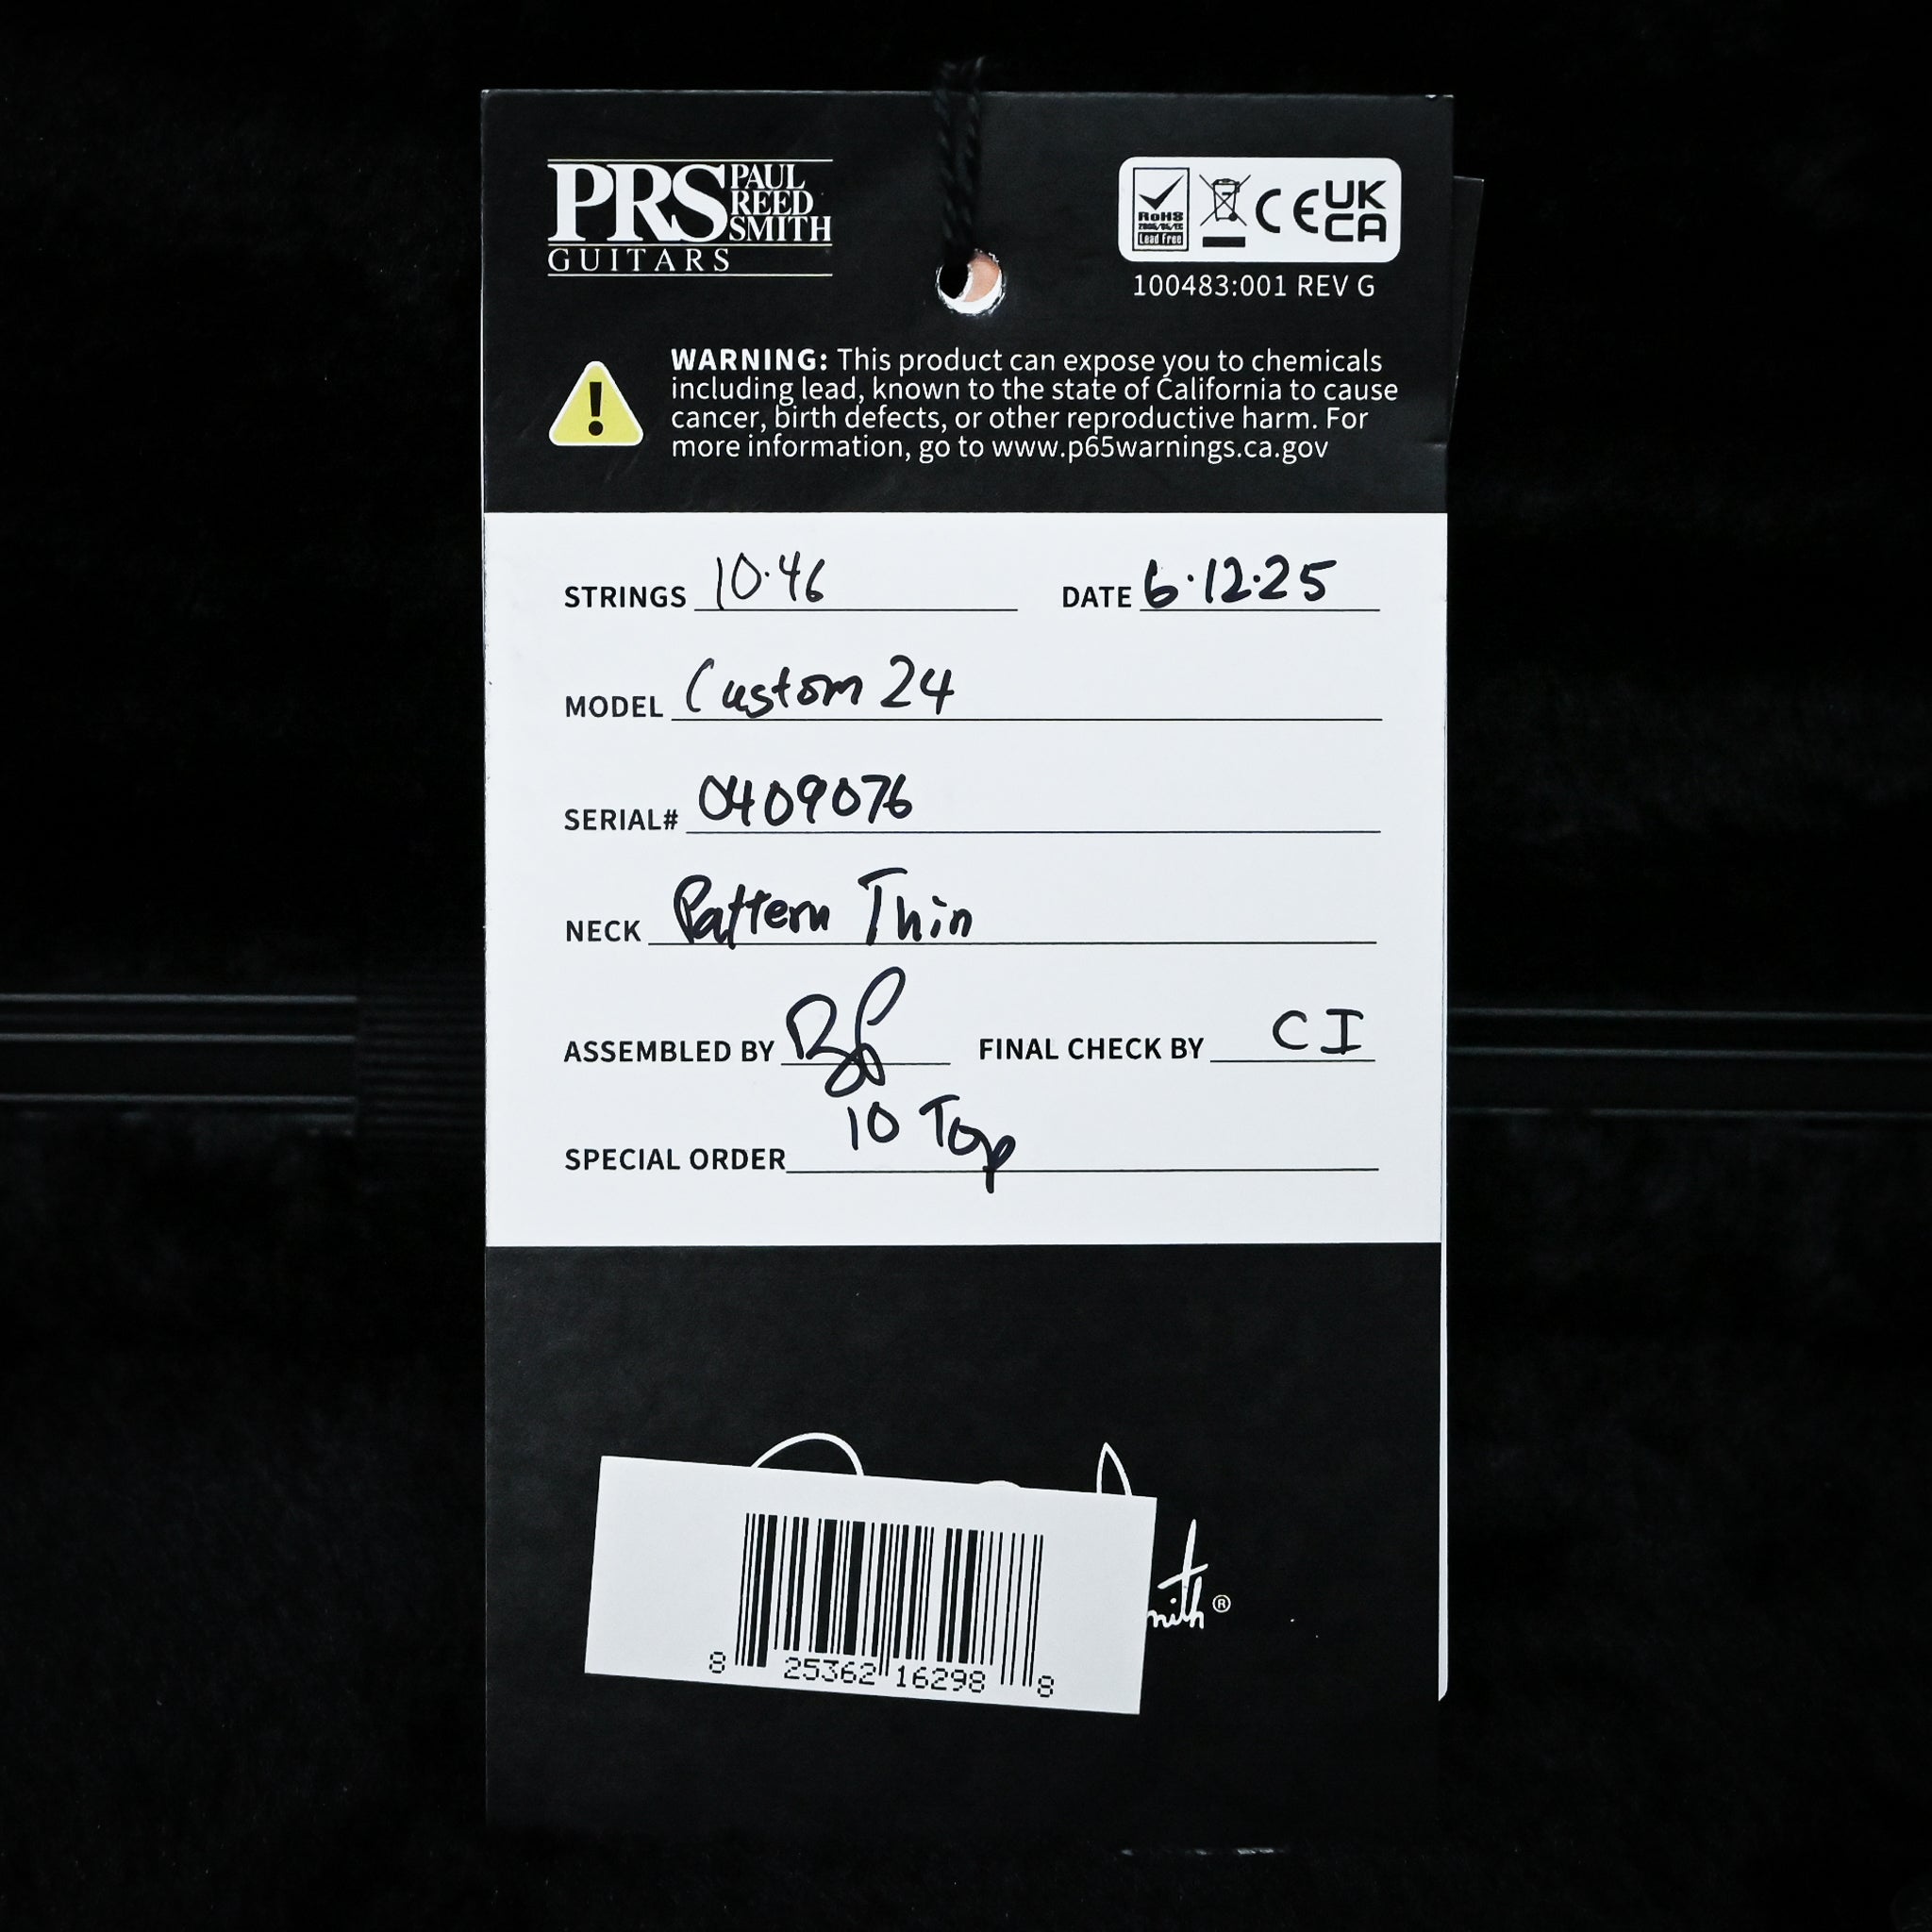 PRS PAUL REED SMITH
GUITARS
RoHS
2005/95/EC
Lead Free
CE UK CA
100483:001 REV G
WARNING: This product can expose you to chemicals
including lead, known to the state of California to cause
cancer, birth defects, or other reproductive harm. For
more information, go to www.p65warnings.ca.gov
STRINGS 10·46 DATE 6·12·25
MODEL Custom 24
SERIAL# 0409076
NECK Pattern Thin
ASSEMBLED BY FINAL CHECK BY CI
SPECIAL ORDER 10 Top
8 25362 16298 8